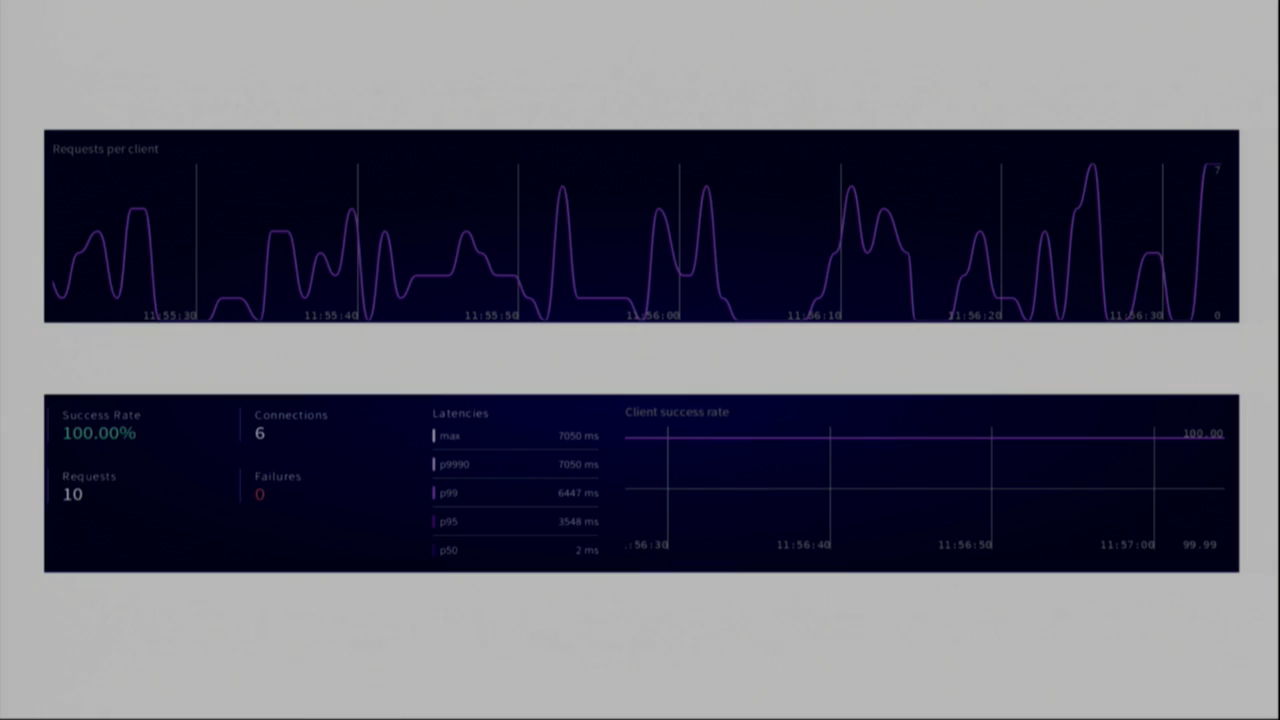 Requests per client
7
11:55:30 11:55:40 11:55:50 11:56:00 11:56:10 11:56:20 11:56:30 0
Success Rate
100.00%
Connections
6
Requests
10
Failures
0
Latencies
max 7050 ms
p9990 7050 ms
p99 6447 ms
p95 3548 ms
p50 2 ms
Client success rate
100.00
:56:30 11:56:40 11:56:50 11:57:00 99.99